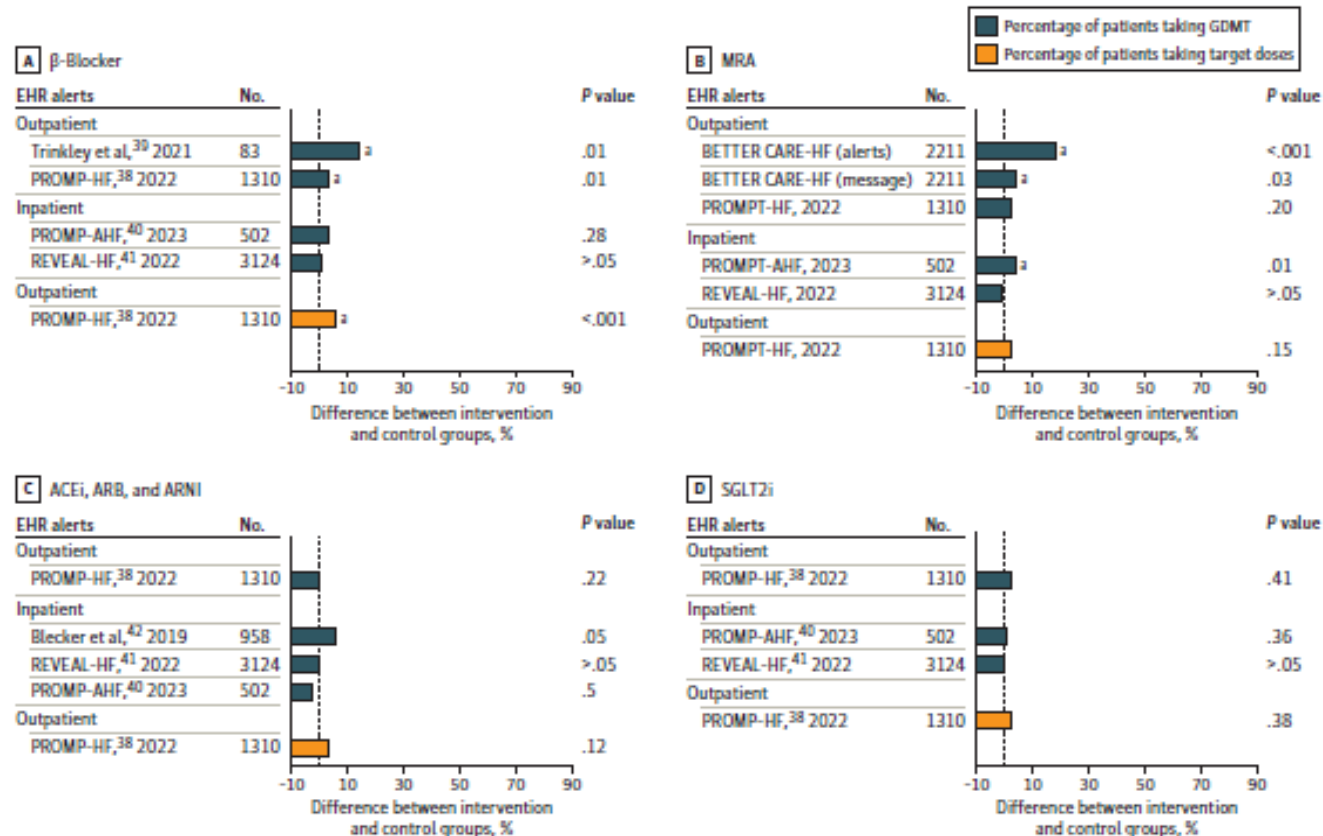 Percentage of patients taking GDMT
Percentage of patients taking target doses
A β-Blocker
EHR alerts No. P value
Outpatient
Trinkley et al,39 2021 83 a .01
PROMP-HF,38 2022 1310 a .01
Inpatient
PROMP-AHF,40 2023 502 .28
REVEAL-HF,41 2022 3124 >.05
Outpatient
PROMP-HF,38 2022 1310 a <.001
-10 10 30 50 70 90
Difference between intervention
and control groups, %
B MRA
EHR alerts No. P value
Outpatient
BETTER CARE-HF (alerts) 2211 a <.001
BETTER CARE-HF (message) 2211 a .03
PROMPT-HF, 2022 1310 .20
Inpatient
PROMPT-AHF, 2023 502 a .01
REVEAL-HF, 2022 3124 >.05
Outpatient
PROMPT-HF, 2022 1310 .15
-10 10 30 50 70 90
Difference between intervention
and control groups, %
C ACEi, ARB, and ARNI
EHR alerts No. P value
Outpatient
PROMP-HF,38 2022 1310 .22
Inpatient
Blecker et al,42 2019 958 .05
REVEAL-HF,41 2022 3124 >.05
PROMP-AHF,40 2023 502 .5
Outpatient
PROMP-HF,38 2022 1310 .12
-10 10 30 50 70 90
Difference between intervention
and control groups, %
D SGLT2i
EHR alerts No. P value
Outpatient
PROMP-HF,38 2022 1310 .41
Inpatient
PROMP-AHF,40 2023 502 .36
REVEAL-HF,41 2022 3124 >.05
Outpatient
PROMP-HF,38 2022 1310 .38
-10 10 30 50 70 90
Difference between intervention
and control groups, %